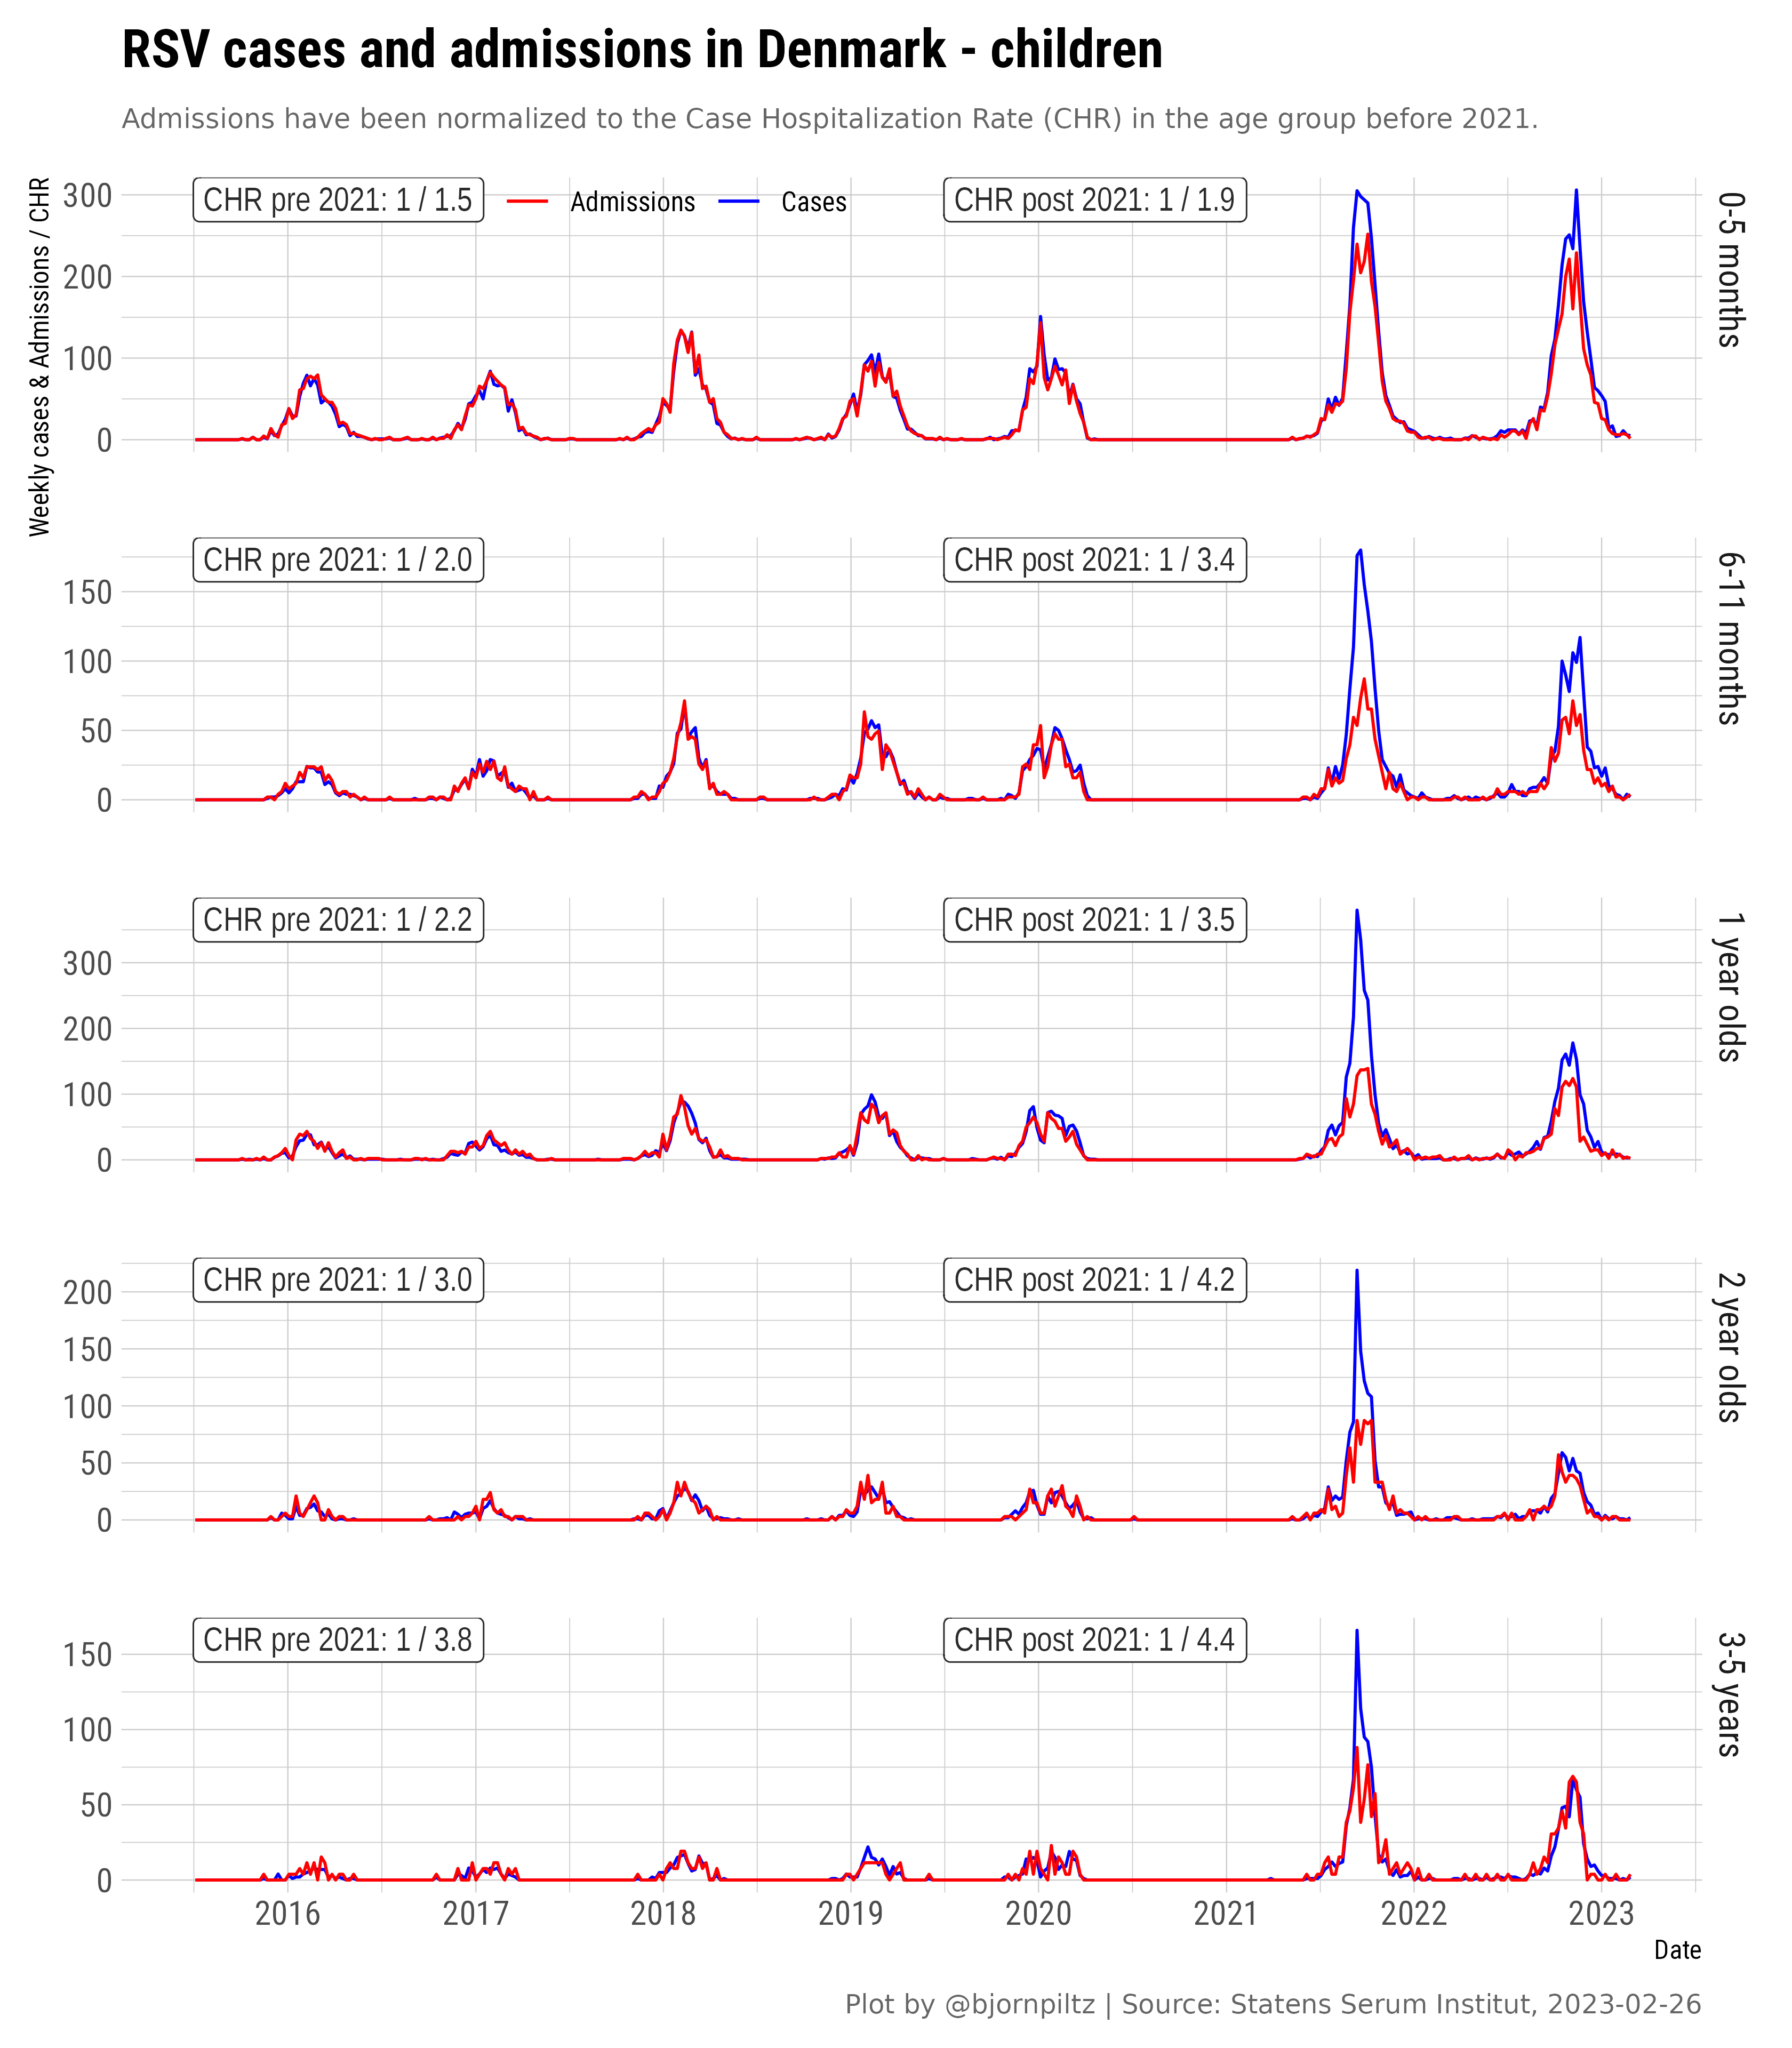 RSV cases and admissions in Denmark - children
Admissions have been normalized to the Case Hospitalization Rate (CHR) in the age group before 2021.
Weekly cases & Admissions / CHR
CHR pre 2021: 1 / 1.5
Admissions
Cases
CHR post 2021: 1 / 1.9
0-5 months
300
200
100
0
CHR pre 2021: 1 / 2.0
CHR post 2021: 1 / 3.4
6-11 months
150
100
50
0
CHR pre 2021: 1 / 2.2
CHR post 2021: 1 / 3.5
1 year olds
300
200
100
0
CHR pre 2021: 1 / 3.0
CHR post 2021: 1 / 4.2
2 year olds
200
150
100
50
0
CHR pre 2021: 1 / 3.8
CHR post 2021: 1 / 4.4
3-5 years
150
100
50
0
2016 2017 2018 2019 2020 2021 2022 2023
Date
Plot by @bjornpiltz | Source: Statens Serum Institut, 2023-02-26